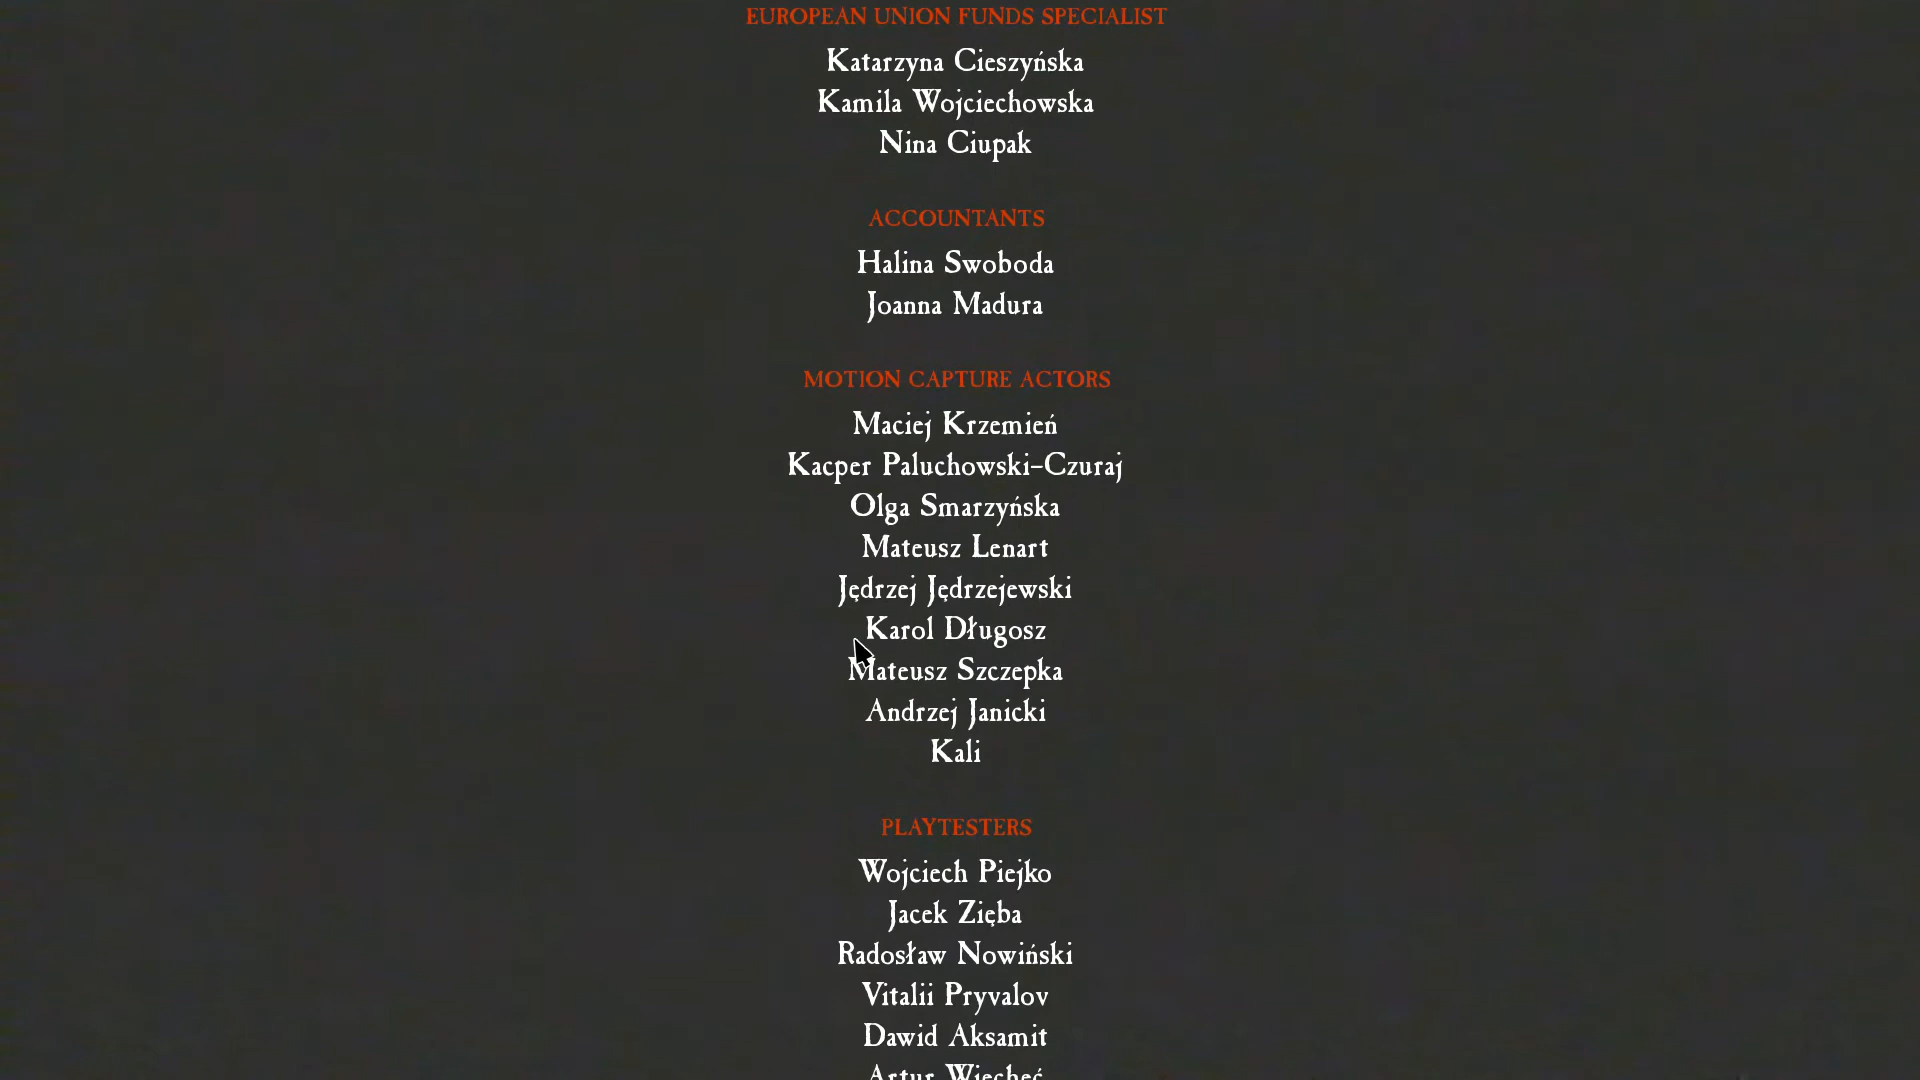 EUROPEAN UNION FUNDS SPECIALIST
Katarzyna Cieszyńska
Kamila Wojciechowska
Nina Ciupak
ACCOUNTANTS
Halina Swoboda
Joanna Madura
MOTION CAPTURE ACTORS
Maciej Krzemień
Kacper Paluchowski-Czuraj
Olga Smarzyńska
Mateusz Lenart
Jędrzej Jędrzejewski
Karol Długosz
Mateusz Szczepka
Andrzej Janicki
Kali
PLAYTESTERS
Wojciech Piejko
Jacek Zięba
Radosław Nowiński
Vitalii Pryvalov
Dawid Aksamit
Artur Wiecheć